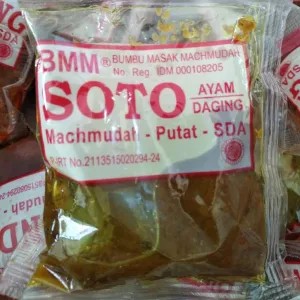 BMM® BUMBU MASAK MACHMUDAH
No. Reg. IDM 000108205
SOTO AYAM
DAGING
Machmudah - Putat - SDA
P-IRT No. 2113515020294-24